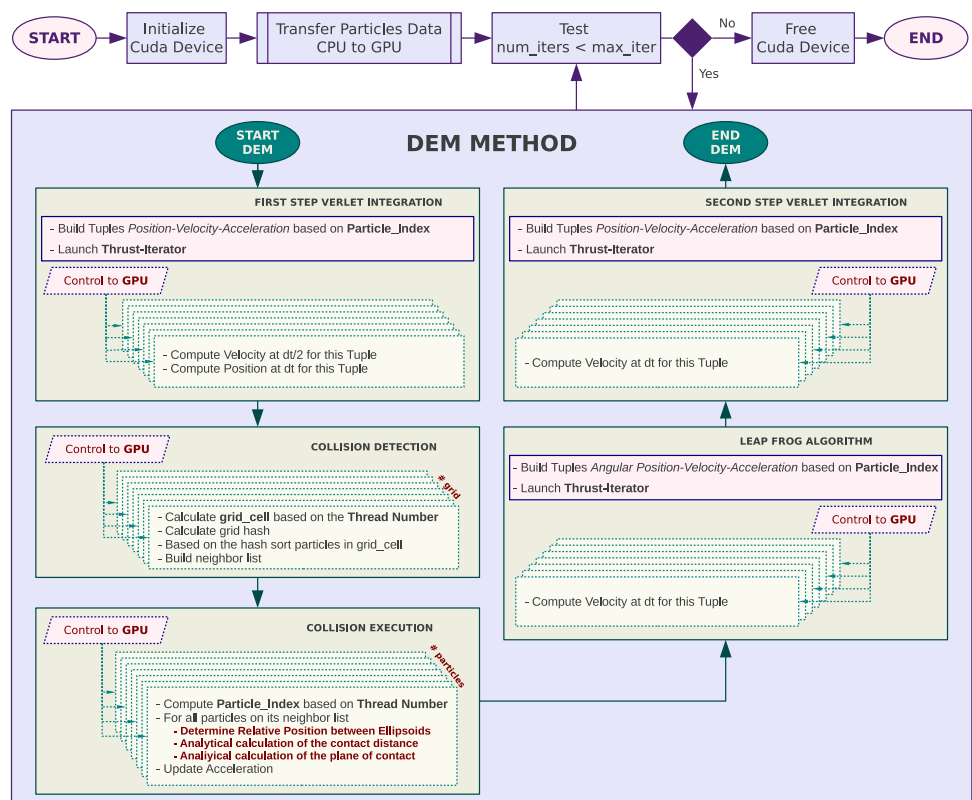 START
Initialize
Cuda Device
Transfer Particles Data
CPU to GPU
Test
num_iters < max_iter
No
Yes
Free
Cuda Device
END
DEM METHOD
START
DEM
FIRST STEP VERLET INTEGRATION
- Build Tuples Position-Velocity-Acceleration based on Particle_Index
- Launch Thrust-Iterator
Control to GPU
- Compute Velocity at dt/2 for this Tuple
- Compute Position at dt for this Tuple
COLLISION DETECTION
Control to GPU
# grid
- Calculate grid_cell based on the Thread Number
- Calculate grid hash
- Based on the hash sort particles in grid_cell
- Build neighbor list
COLLISION EXECUTION
Control to GPU
# particles
- Compute Particle_Index based on Thread Number
- For all particles on its neighbor list
- Determine Relative Position between Ellipsoids
- Analytical calculation of the contact distance
- Analiyical calculation of the plane of contact
- Update Acceleration
END
DEM
SECOND STEP VERLET INTEGRATION
- Build Tuples Position-Velocity-Acceleration based on Particle_Index
- Launch Thrust-Iterator
Control to GPU
- Compute Velocity at dt for this Tuple
LEAP FROG ALGORITHM
- Build Tuples Angular Position-Velocity-Acceleration based on Particle_Index
- Launch Thrust-Iterator
Control to GPU
- Compute Velocity at dt for this Tuple